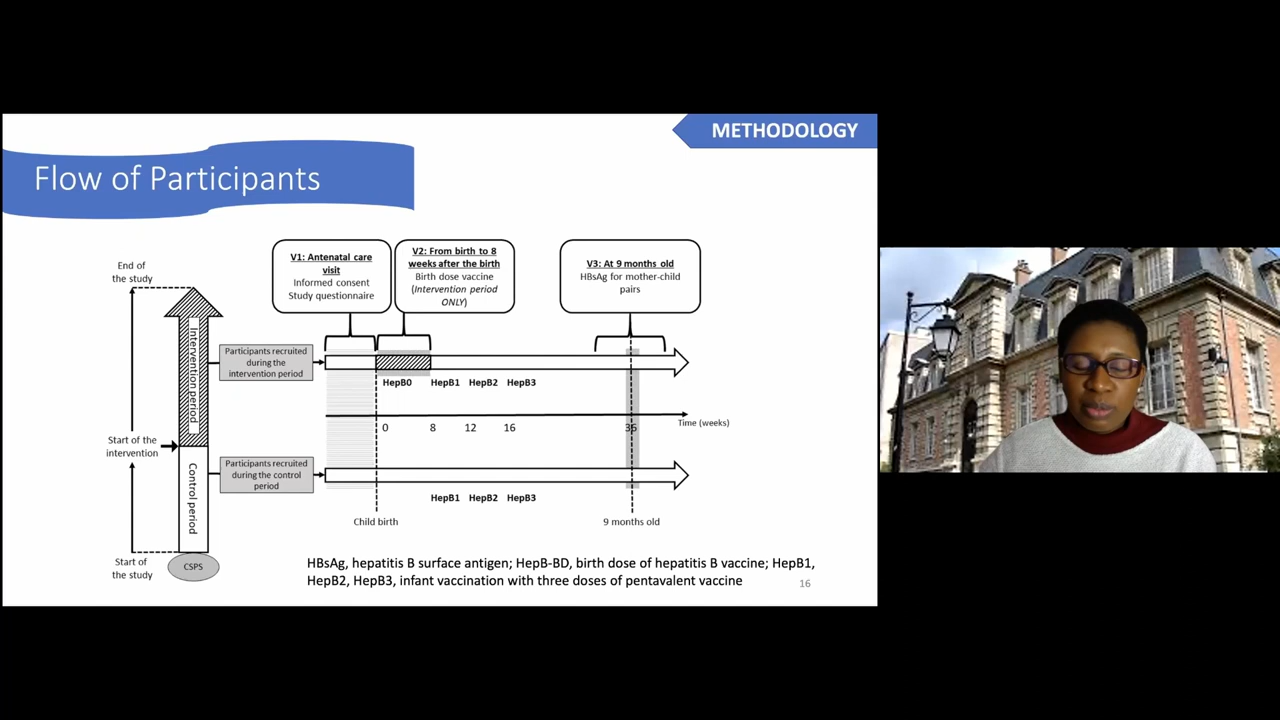 METHODOLOGY
Flow of Participants
V1: Antenatal care
visit
Informed consent
Study questionnaire
V2: From birth to 8
weeks after the birth
Birth dose vaccine
(Intervention period
ONLY)
V3: At 9 months old
HBsAg for mother-child
pairs
End of
the study
Intervention period
Participants recruited
during the
intervention period
HepB0
HepB1
HepB2
HepB3
0
8
12
16
36
Time (weeks)
Start of the
intervention
Control period
Participants recruited
during the control
period
HepB1
HepB2
HepB3
Child birth
9 months old
Start of
the study
CSPS
HBsAg, hepatitis B surface antigen; HepB-BD, birth dose of hepatitis B vaccine; HepB1,
HepB2, HepB3, infant vaccination with three doses of pentavalent vaccine
16